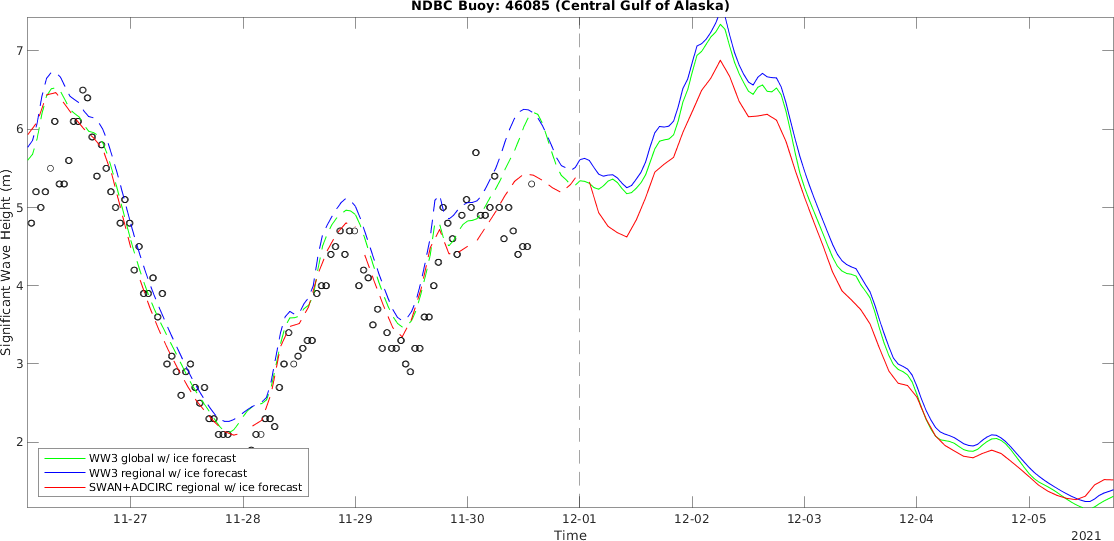 NDBC Buoy: 46085 (Central Gulf of Alaska)
Significant Wave Height (m)
7
6
5
4
3
2
WW3 global w/ ice forecast
WW3 regional w/ ice forecast
SWAN+ADCIRC regional w/ ice forecast
11-27
11-28
11-29
11-30
12-01
12-02
12-03
12-04
12-05
Time
2021